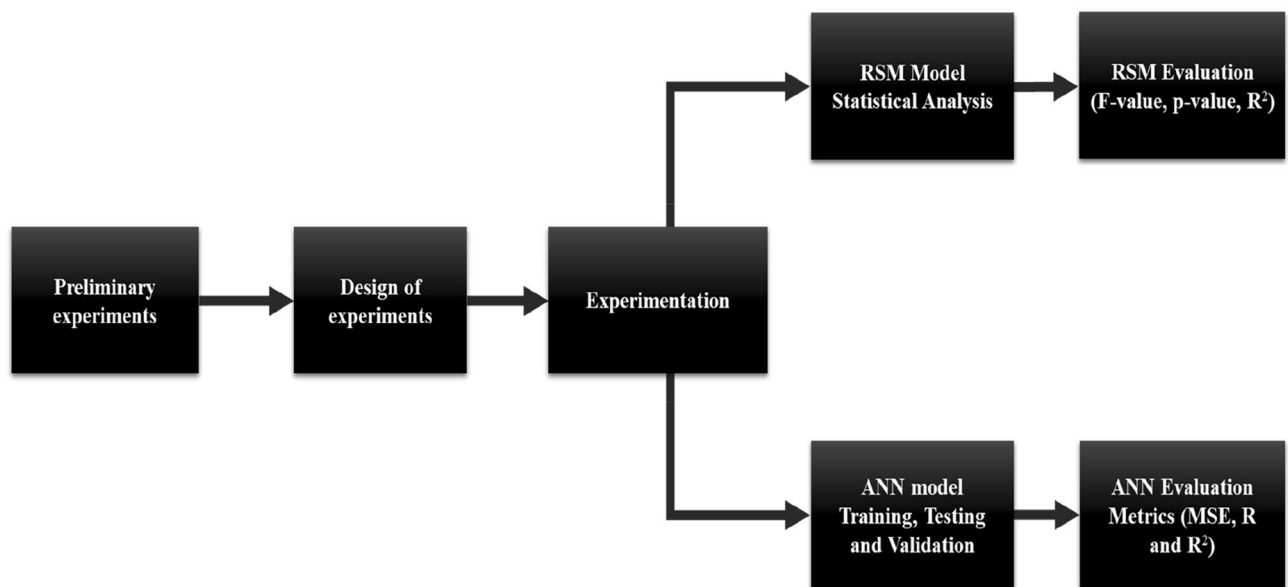 Preliminary
experiments
Design of
experiments
Experimentation
RSM Model
Statistical Analysis
RSM Evaluation
(F-value, p-value, R²)
ANN model
Training, Testing
and Validation
ANN Evaluation
Metrics (MSE, R
and R²)